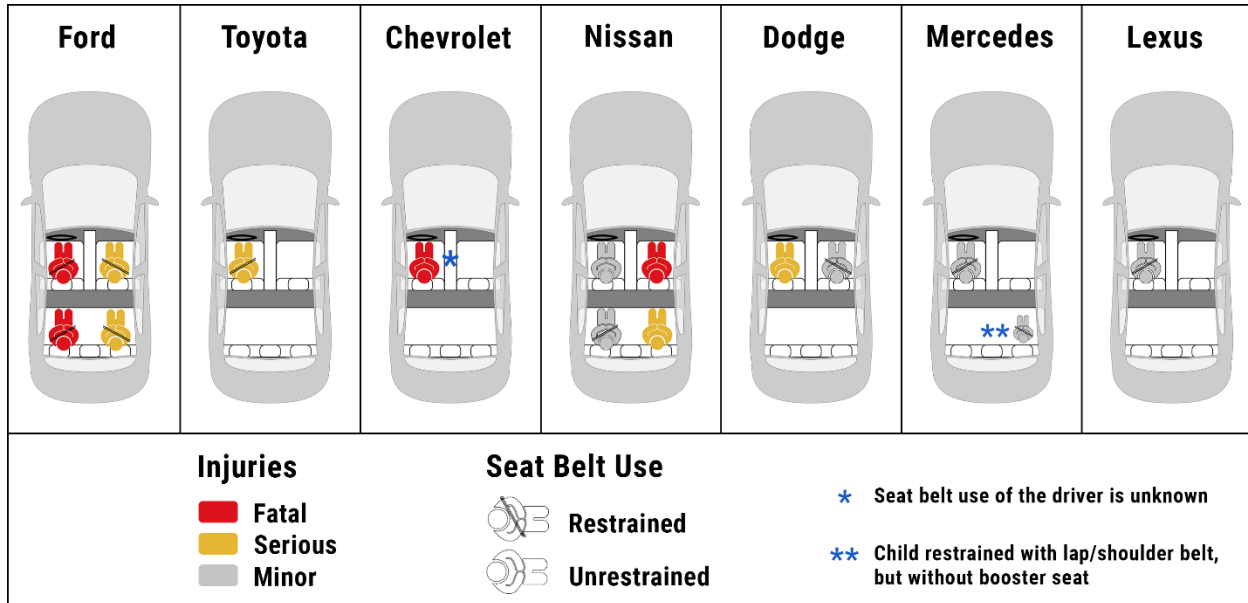 Ford Toyota Chevrolet Nissan Dodge Mercedes Lexus
*
**
Injuries
Fatal
Serious
Minor
Seat Belt Use
Restrained
Unrestrained
* Seat belt use of the driver is unknown
** Child restrained with lap/shoulder belt,
but without booster seat